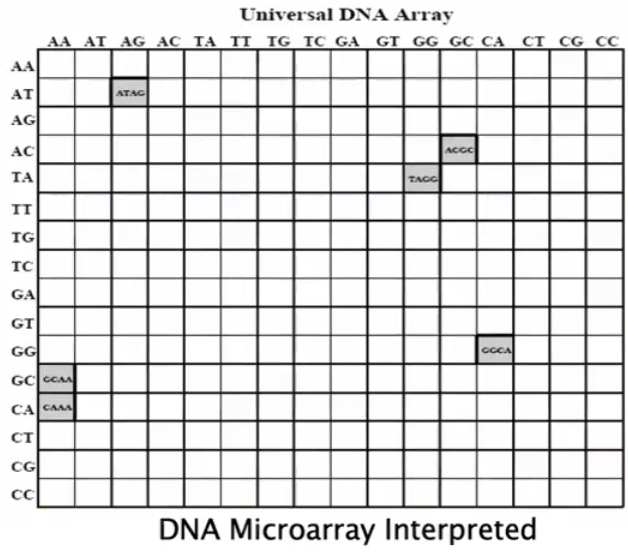 Universal DNA Array
AA AT AG AC TA TT TG TC GA GT GG GC CA CT CG CC
AA
AT ATAG
AG
AC ACGC
TA TAGG
TT
TG
TC
GA
GT
GG GGCA
GC GCAA
CA CAAA
CT
CG
CC
DNA Microarray Interpreted